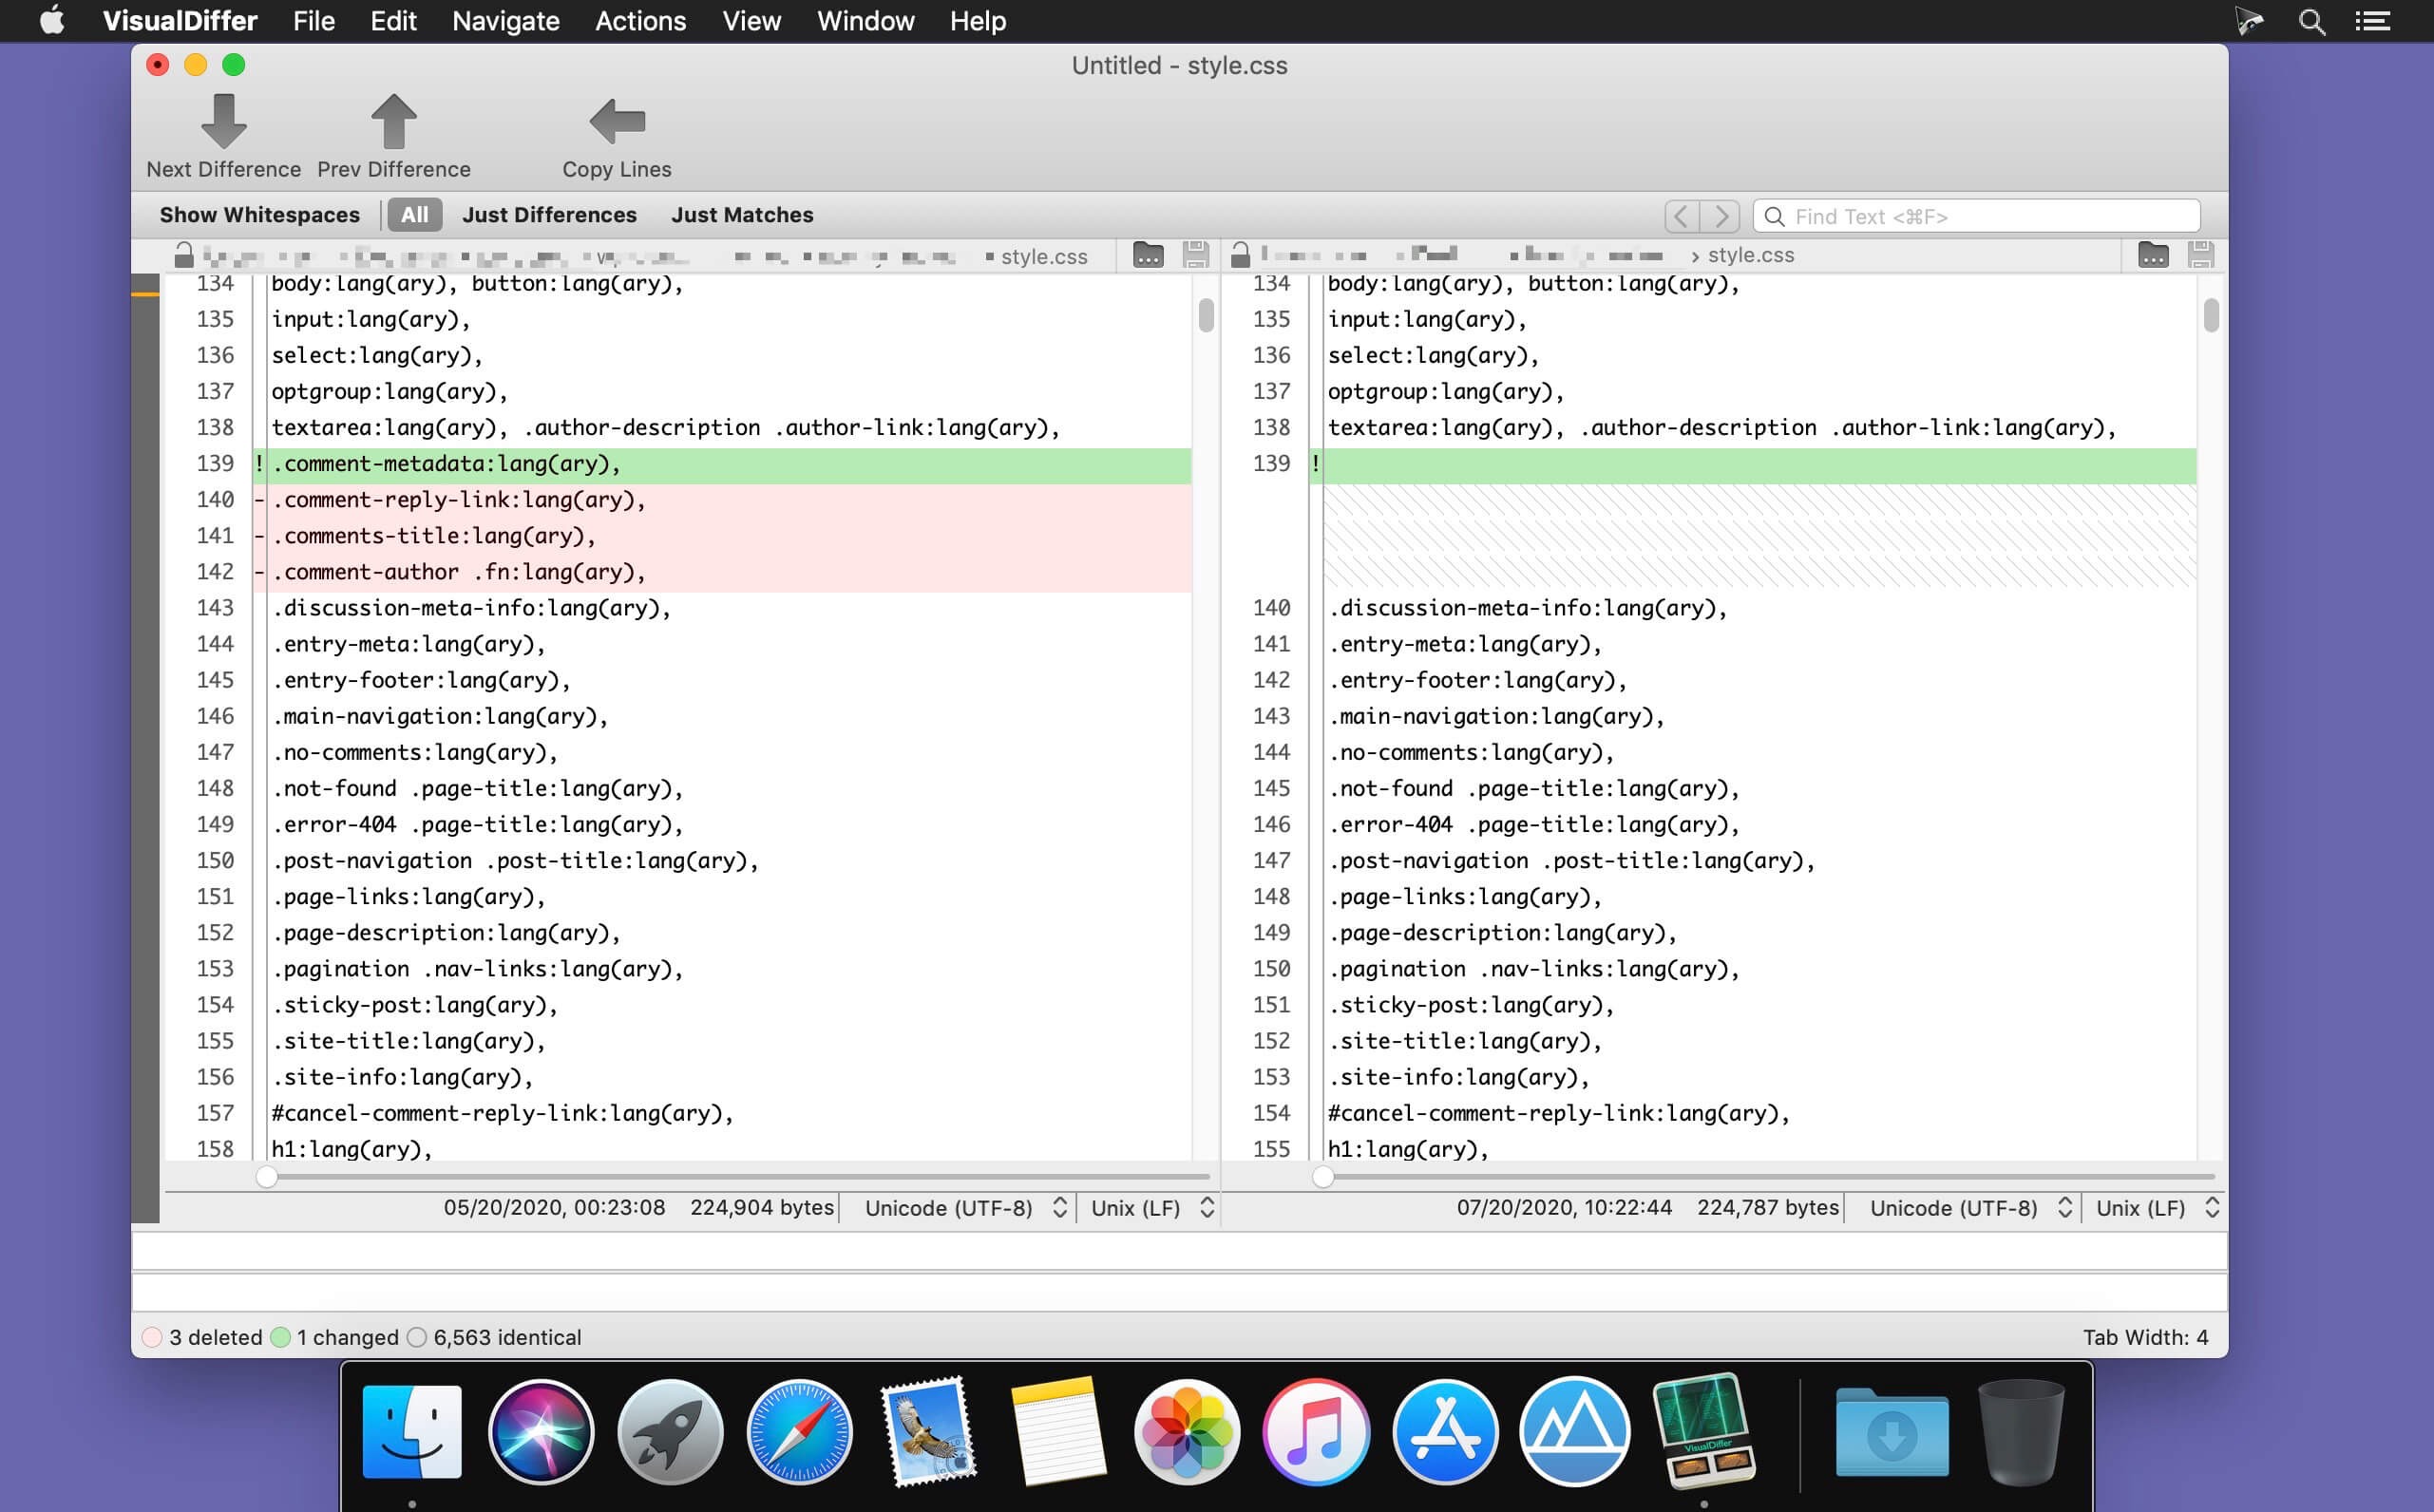 VisualDiffer File Edit Navigate Actions View Window Help
Untitled - style.css
Next Difference Prev Difference Copy Lines
Show Whitespaces All Just Differences Just Matches Find Text <⌘F>
style.css
134 body:lang(ary), button:lang(ary),
135 input:lang(ary),
136 select:lang(ary),
137 optgroup:lang(ary),
138 textarea:lang(ary), .author-description .author-link:lang(ary),
139 ! .comment-metadata:lang(ary),
140 - .comment-reply-link:lang(ary),
141 - .comments-title:lang(ary),
142 - .comment-author .fn:lang(ary),
143 .discussion-meta-info:lang(ary),
144 .entry-meta:lang(ary),
145 .entry-footer:lang(ary),
146 .main-navigation:lang(ary),
147 .no-comments:lang(ary),
148 .not-found .page-title:lang(ary),
149 .error-404 .page-title:lang(ary),
150 .post-navigation .post-title:lang(ary),
151 .page-links:lang(ary),
152 .page-description:lang(ary),
153 .pagination .nav-links:lang(ary),
154 .sticky-post:lang(ary),
155 .site-title:lang(ary),
156 .site-info:lang(ary),
157 #cancel-comment-reply-link:lang(ary),
158 h1:lang(ary),
05/20/2020, 00:23:08 224,904 bytes Unicode (UTF-8) Unix (LF)
› style.css
134 body:lang(ary), button:lang(ary),
135 input:lang(ary),
136 select:lang(ary),
137 optgroup:lang(ary),
138 textarea:lang(ary), .author-description .author-link:lang(ary),
139 !
140 .discussion-meta-info:lang(ary),
141 .entry-meta:lang(ary),
142 .entry-footer:lang(ary),
143 .main-navigation:lang(ary),
144 .no-comments:lang(ary),
145 .not-found .page-title:lang(ary),
146 .error-404 .page-title:lang(ary),
147 .post-navigation .post-title:lang(ary),
148 .page-links:lang(ary),
149 .page-description:lang(ary),
150 .pagination .nav-links:lang(ary),
151 .sticky-post:lang(ary),
152 .site-title:lang(ary),
153 .site-info:lang(ary),
154 #cancel-comment-reply-link:lang(ary),
155 h1:lang(ary),
07/20/2020, 10:22:44 224,787 bytes Unicode (UTF-8) Unix (LF)
3 deleted 1 changed 6,563 identical Tab Width: 4
VisualDiffer